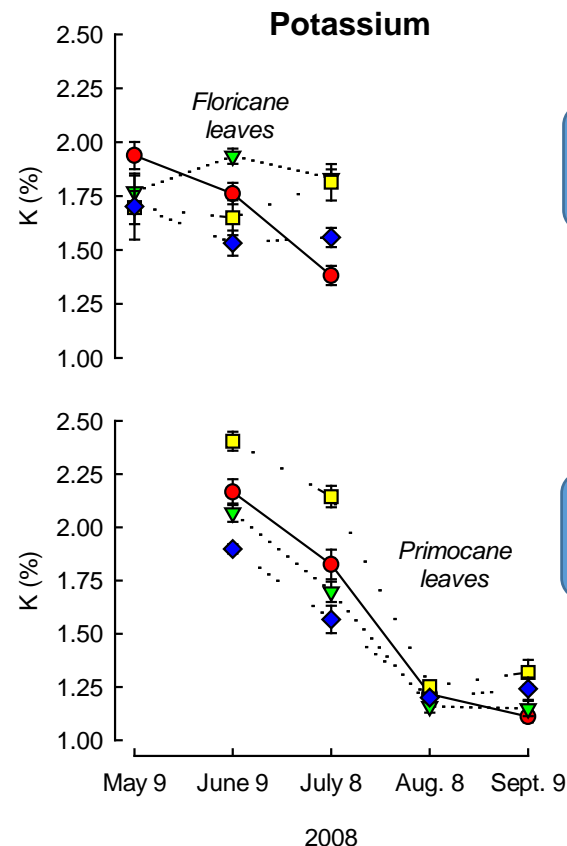 Potassium
2.50
2.25
2.00
1.75
1.50
1.25
1.00
K (%)
Floricane
leaves
2.50
2.25
2.00
1.75
1.50
1.25
1.00
K (%)
Primocane
leaves
May 9 June 9 July 8 Aug. 8 Sept. 9
2008